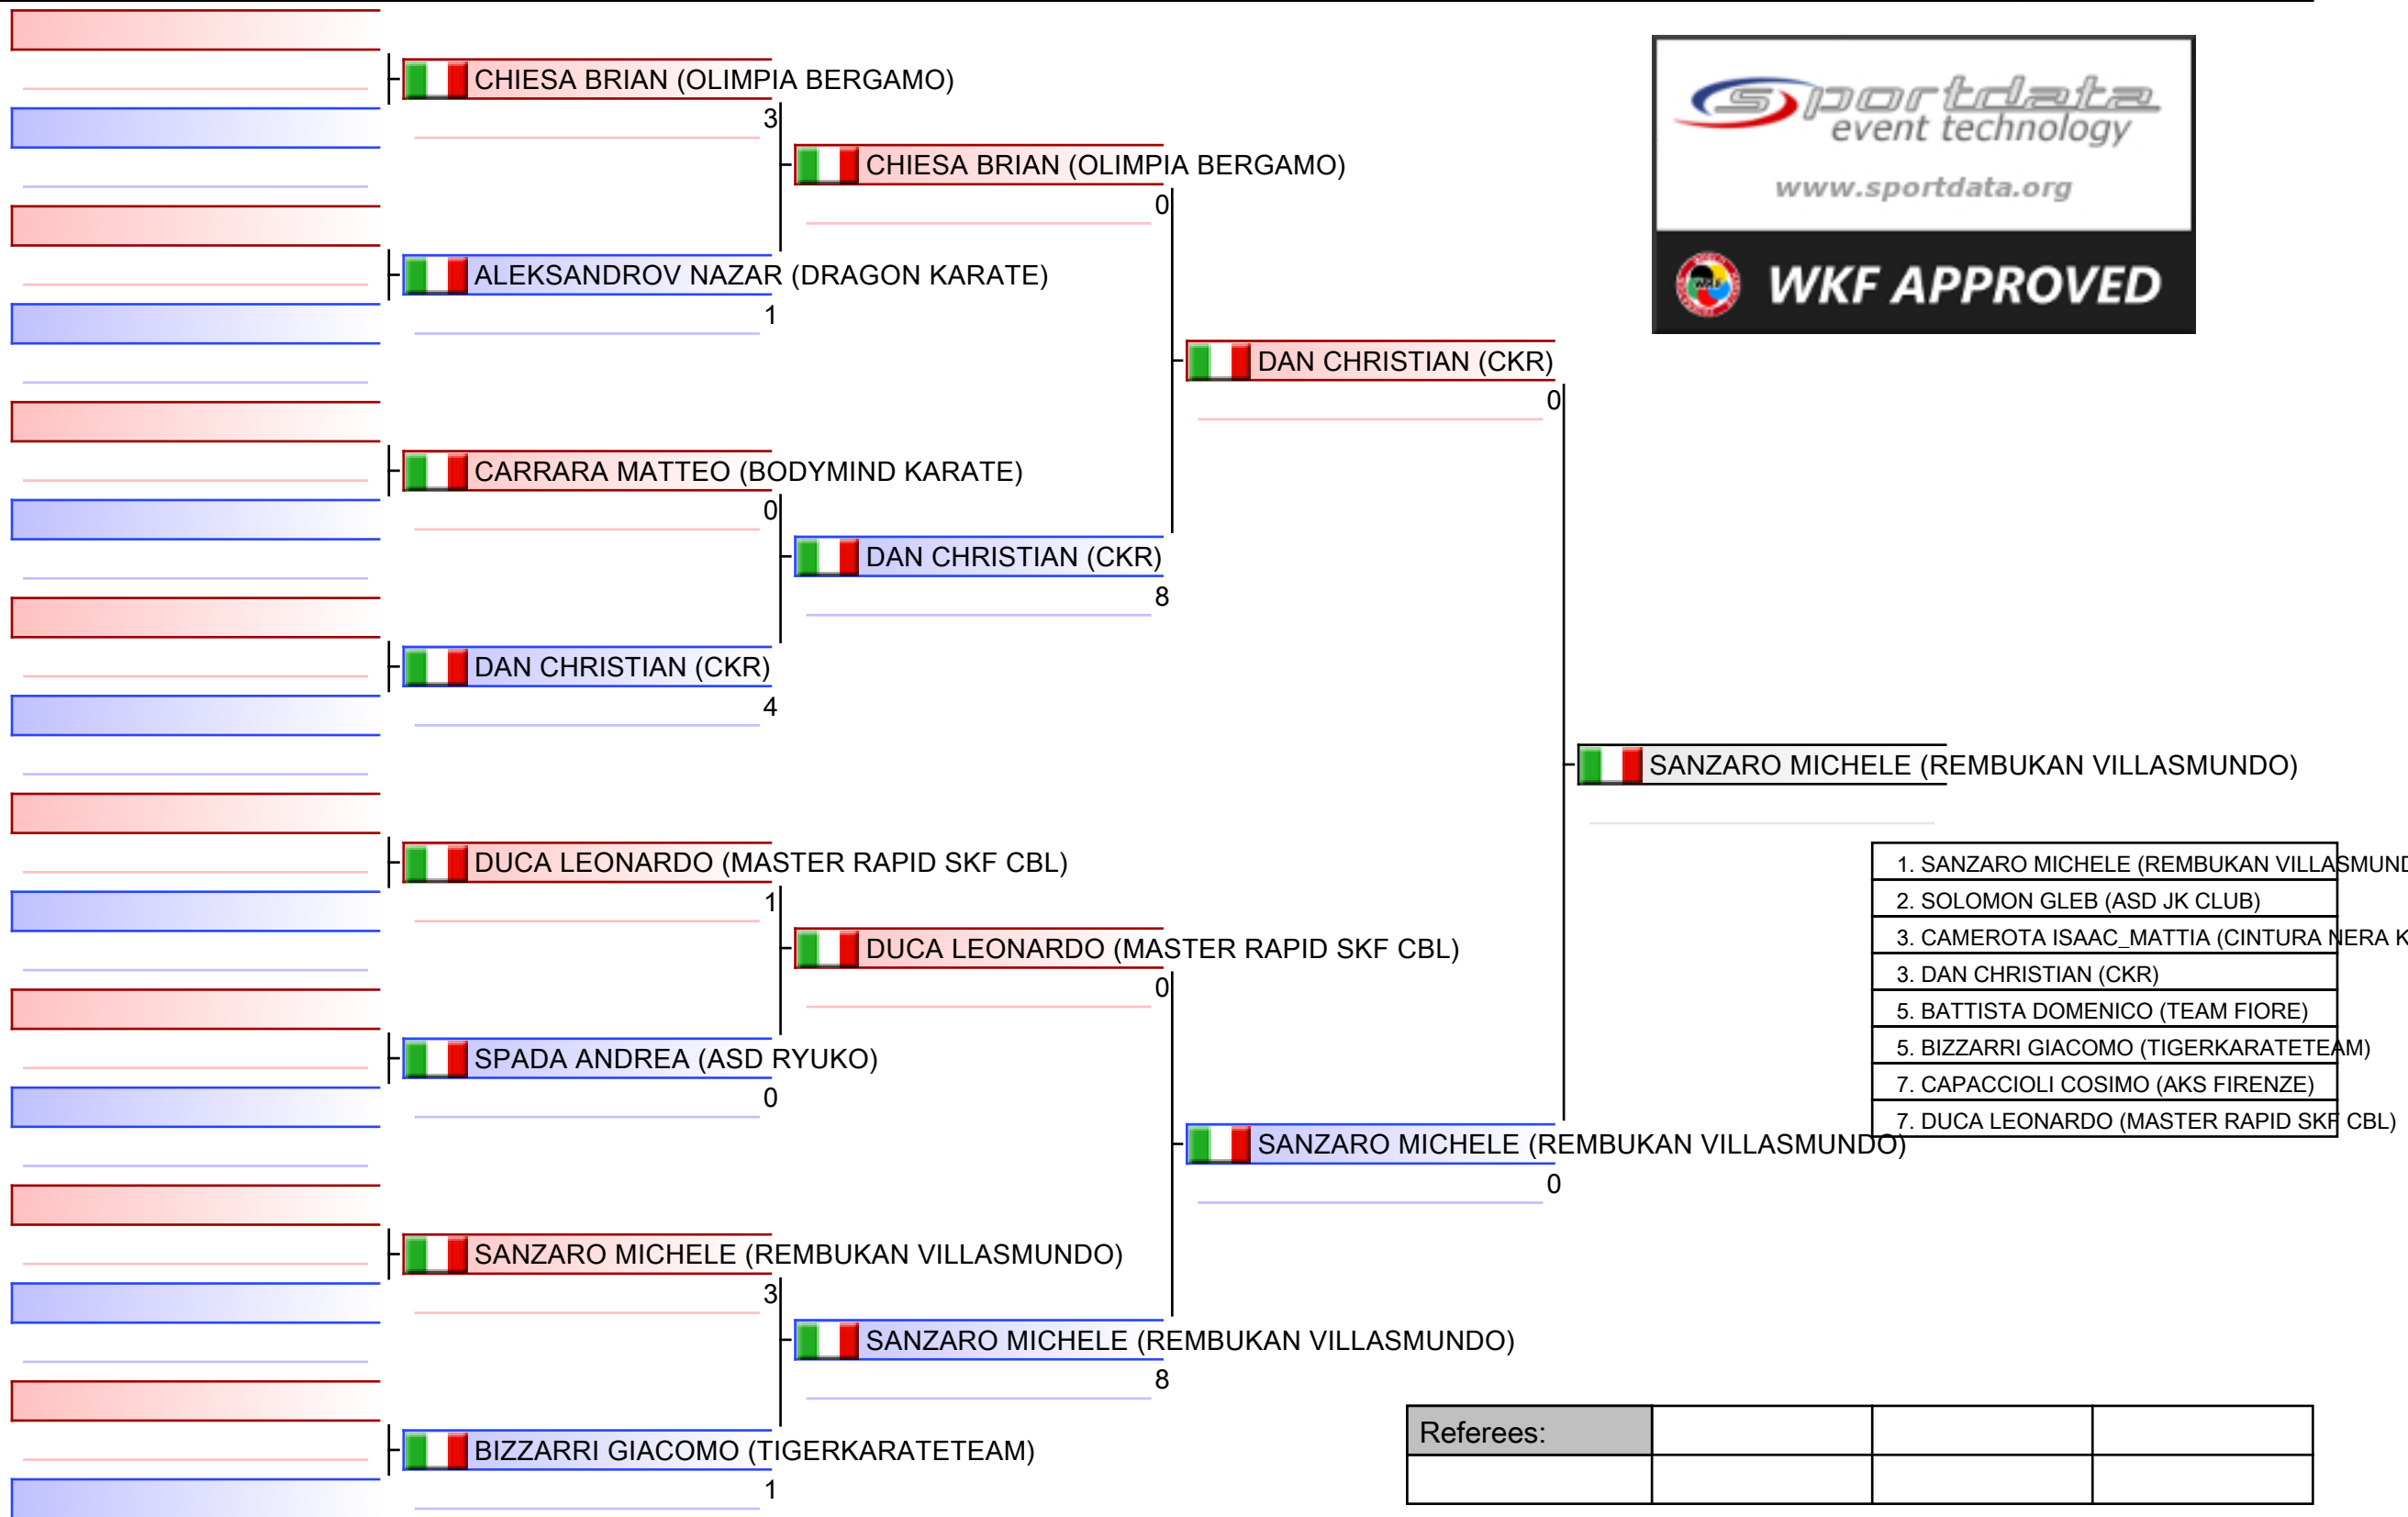 CHIESA BRIAN (OLIMPIA BERGAMO)
3
ALEKSANDROV NAZAR (DRAGON KARATE)
1
CARRARA MATTEO (BODYMIND KARATE)
0
DAN CHRISTIAN (CKR)
4
DUCA LEONARDO (MASTER RAPID SKF CBL)
1
SPADA ANDREA (ASD RYUKO)
0
SANZARO MICHELE (REMBUKAN VILLASMUNDO)
3
BIZZARRI GIACOMO (TIGERKARATETEAM)
1
CHIESA BRIAN (OLIMPIA BERGAMO)
0
DAN CHRISTIAN (CKR)
8
DUCA LEONARDO (MASTER RAPID SKF CBL)
0
SANZARO MICHELE (REMBUKAN VILLASMUNDO)
8
DAN CHRISTIAN (CKR)
0
SANZARO MICHELE (REMBUKAN VILLASMUNDO)
0
SANZARO MICHELE (REMBUKAN VILLASMUNDO)
sportdata
event technology
www.sportdata.org
WKF
WKF APPROVED
1. SANZARO MICHELE (REMBUKAN VILLASMUND
2. SOLOMON GLEB (ASD JK CLUB)
3. CAMEROTA ISAAC_MATTIA (CINTURA NERA K
3. DAN CHRISTIAN (CKR)
5. BATTISTA DOMENICO (TEAM FIORE)
5. BIZZARRI GIACOMO (TIGERKARATETEAM)
7. CAPACCIOLI COSIMO (AKS FIRENZE)
7. DUCA LEONARDO (MASTER RAPID SKF CBL)
Referees: